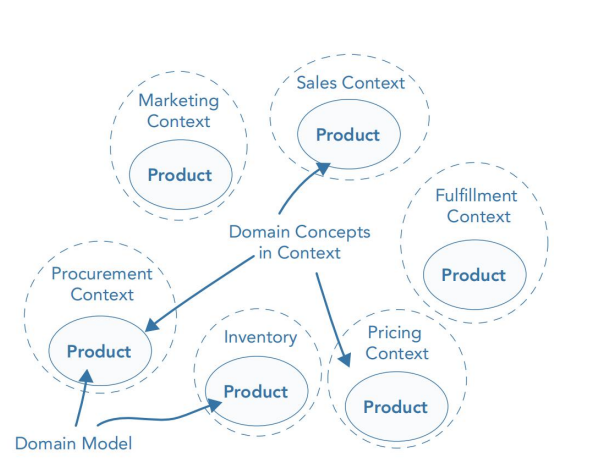 Sales Context
Product
Marketing
Context
Product
Fulfillment
Context
Product
Domain Concepts
in Context
Procurement
Context
Product
Inventory
Product
Pricing
Context
Product
Domain Model